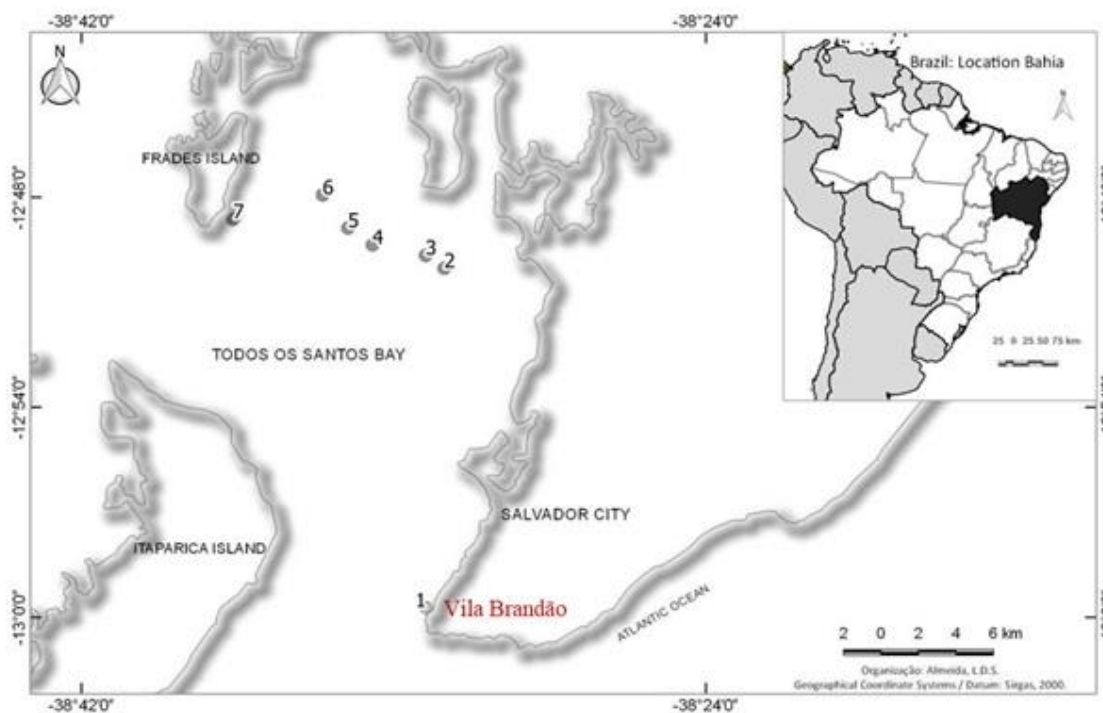 -38°42'0"
-38°24'0"
N
Brazil: Location Bahia
N
FRADES ISLAND
-12°48'0"
6
7
5
4
3
2
25 0 25.50 75 km
TODOS OS SANTOS BAY
-12°54'0"
SALVADOR CITY
ITAPARICA ISLAND
1
Vila Brandão
-13°0'0"
ATLANTIC OCEAN
2 0 2 4 6 km
Organização: Almeida, L.D.S.
Geographical Coordinate Systems / Datum: Sirgas, 2000.
-38°42'0"
-38°24'0"